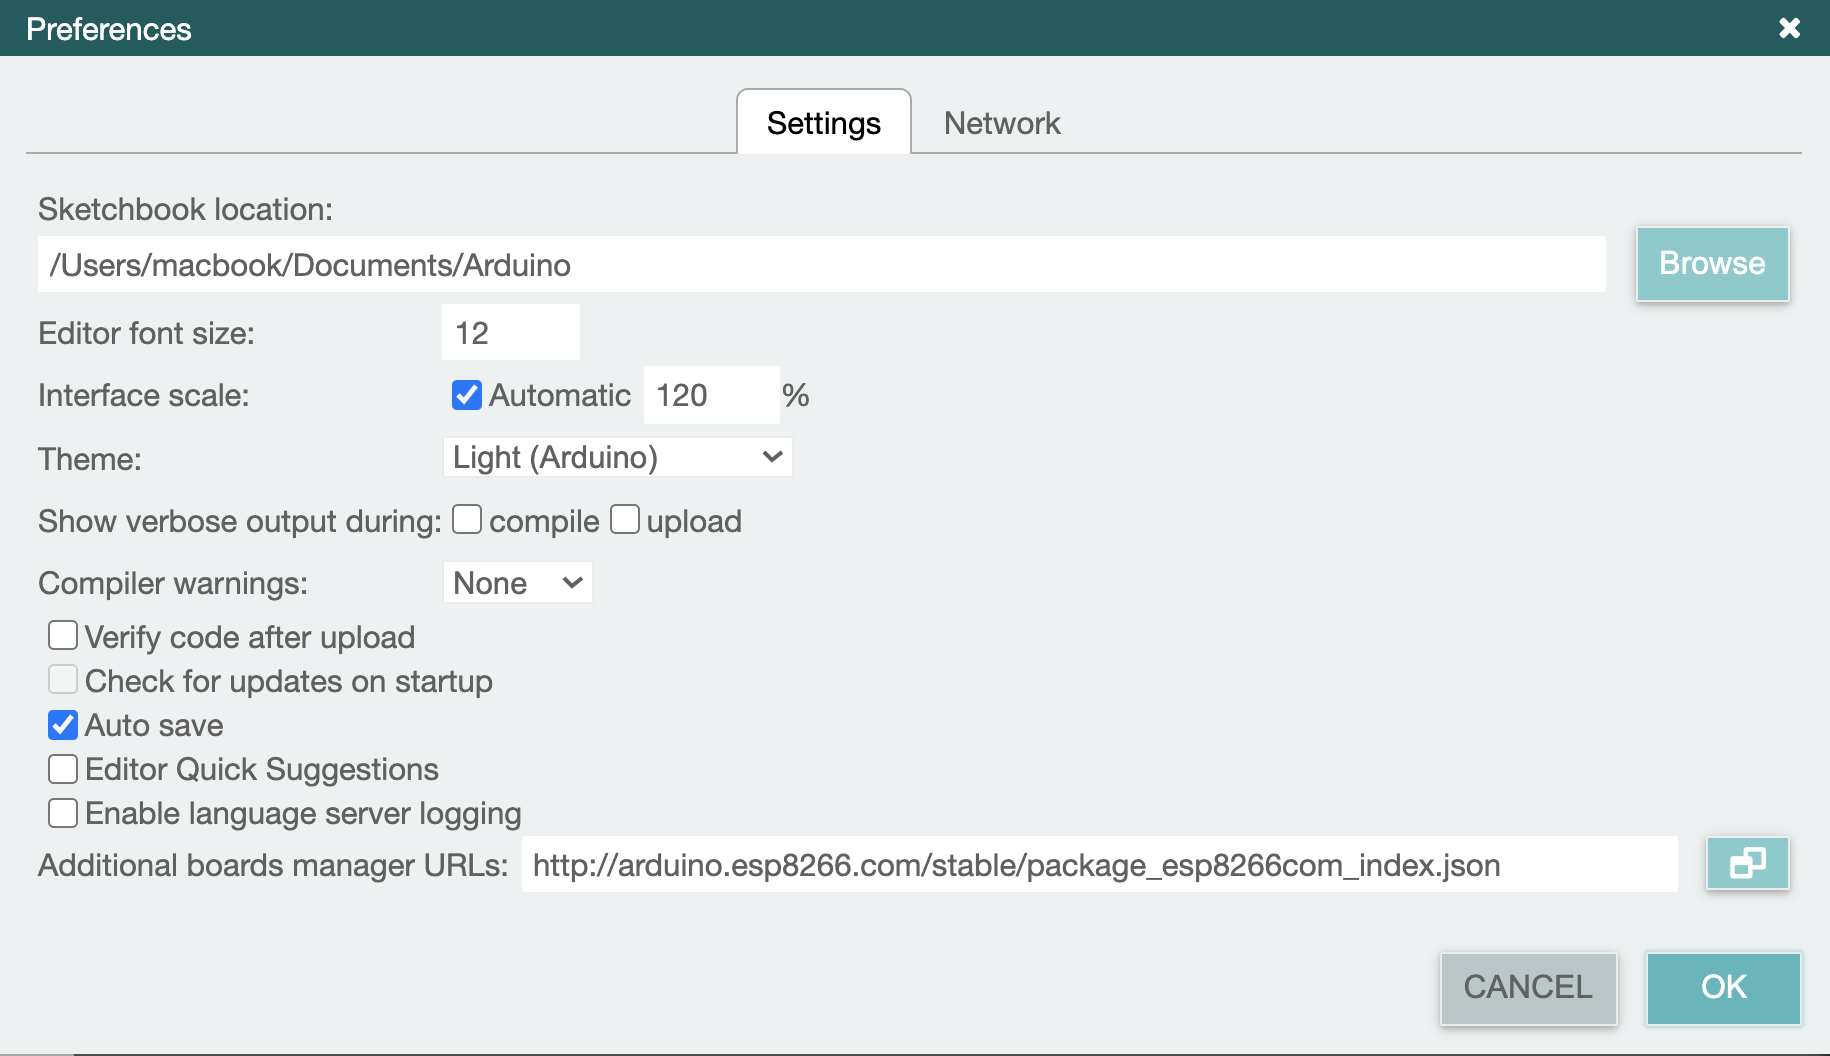 Preferences
Settings Network
Sketchbook location:
/Users/macbook/Documents/Arduino Browse
Editor font size: 12
Interface scale: Automatic 120 %
Theme: Light (Arduino)
Show verbose output during: compile upload
Compiler warnings: None
Verify code after upload
Check for updates on startup
Auto save
Editor Quick Suggestions
Enable language server logging
Additional boards manager URLs: http://arduino.esp8266.com/stable/package_esp8266com_index.json
CANCEL OK